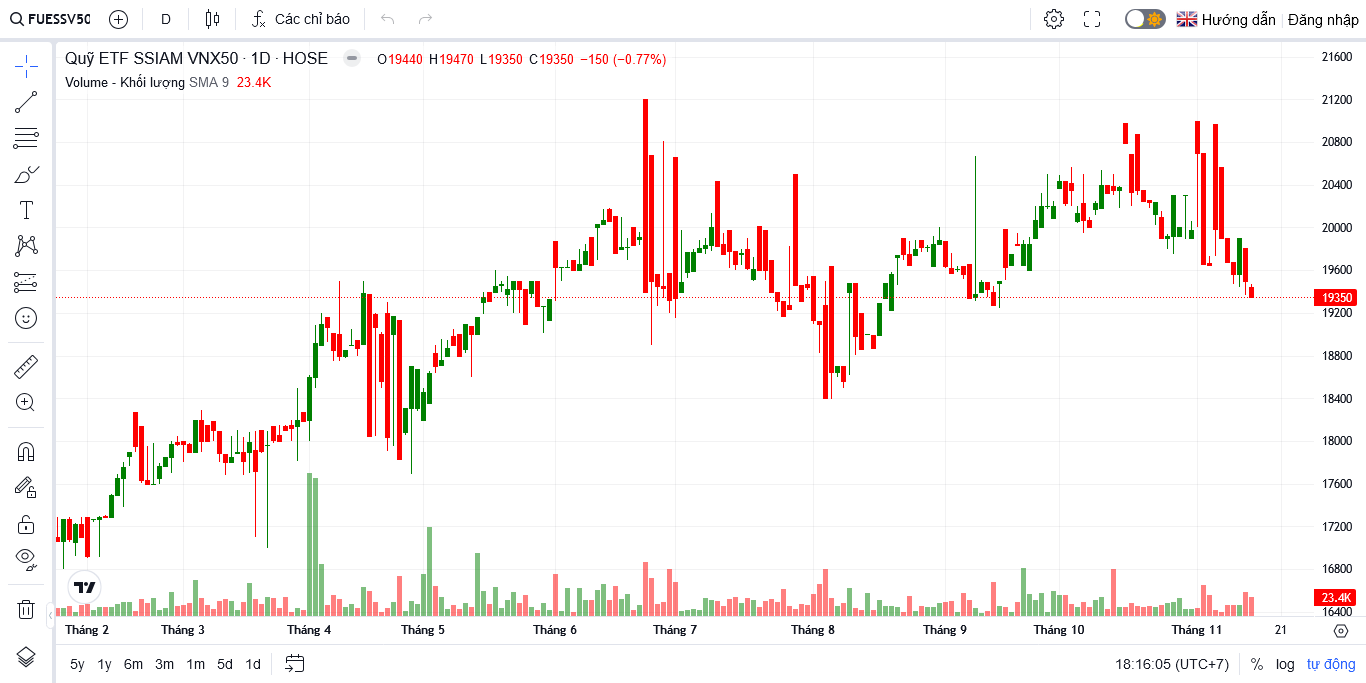 FUESSV50
D
Các chỉ báo
Hướng dẫn
Đăng nhập
Quỹ ETF SSIAM VNX50 · 1D · HOSE
O19440 H19470 L19350 C19350 −150 (−0.77%)
Volume - Khối lượng SMA 9 23.4K
21600
21200
20800
20400
20000
19600
19350
19200
18800
18400
18000
17600
17200
16800
23.4K
16400
Tháng 2 Tháng 3 Tháng 4 Tháng 5 Tháng 6 Tháng 7 Tháng 8 Tháng 9 Tháng 10 Tháng 11 21
5y 1y 6m 3m 1m 5d 1d
18:16:05 (UTC+7) % log tự động